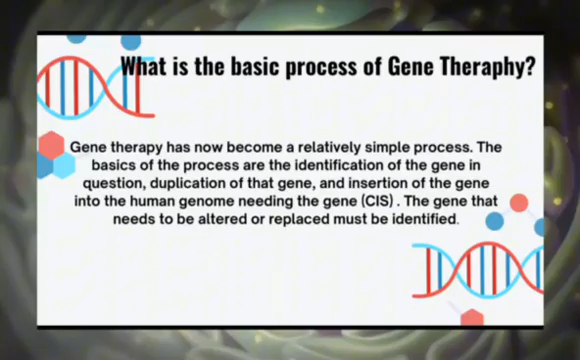 What is the basic process of Gene Theraphy?
Gene therapy has now become a relatively simple process. The
basics of the process are the identification of the gene in
question, duplication of that gene, and insertion of the gene
into the human genome needing the gene (CIS) . The gene that
needs to be altered or replaced must be identified.